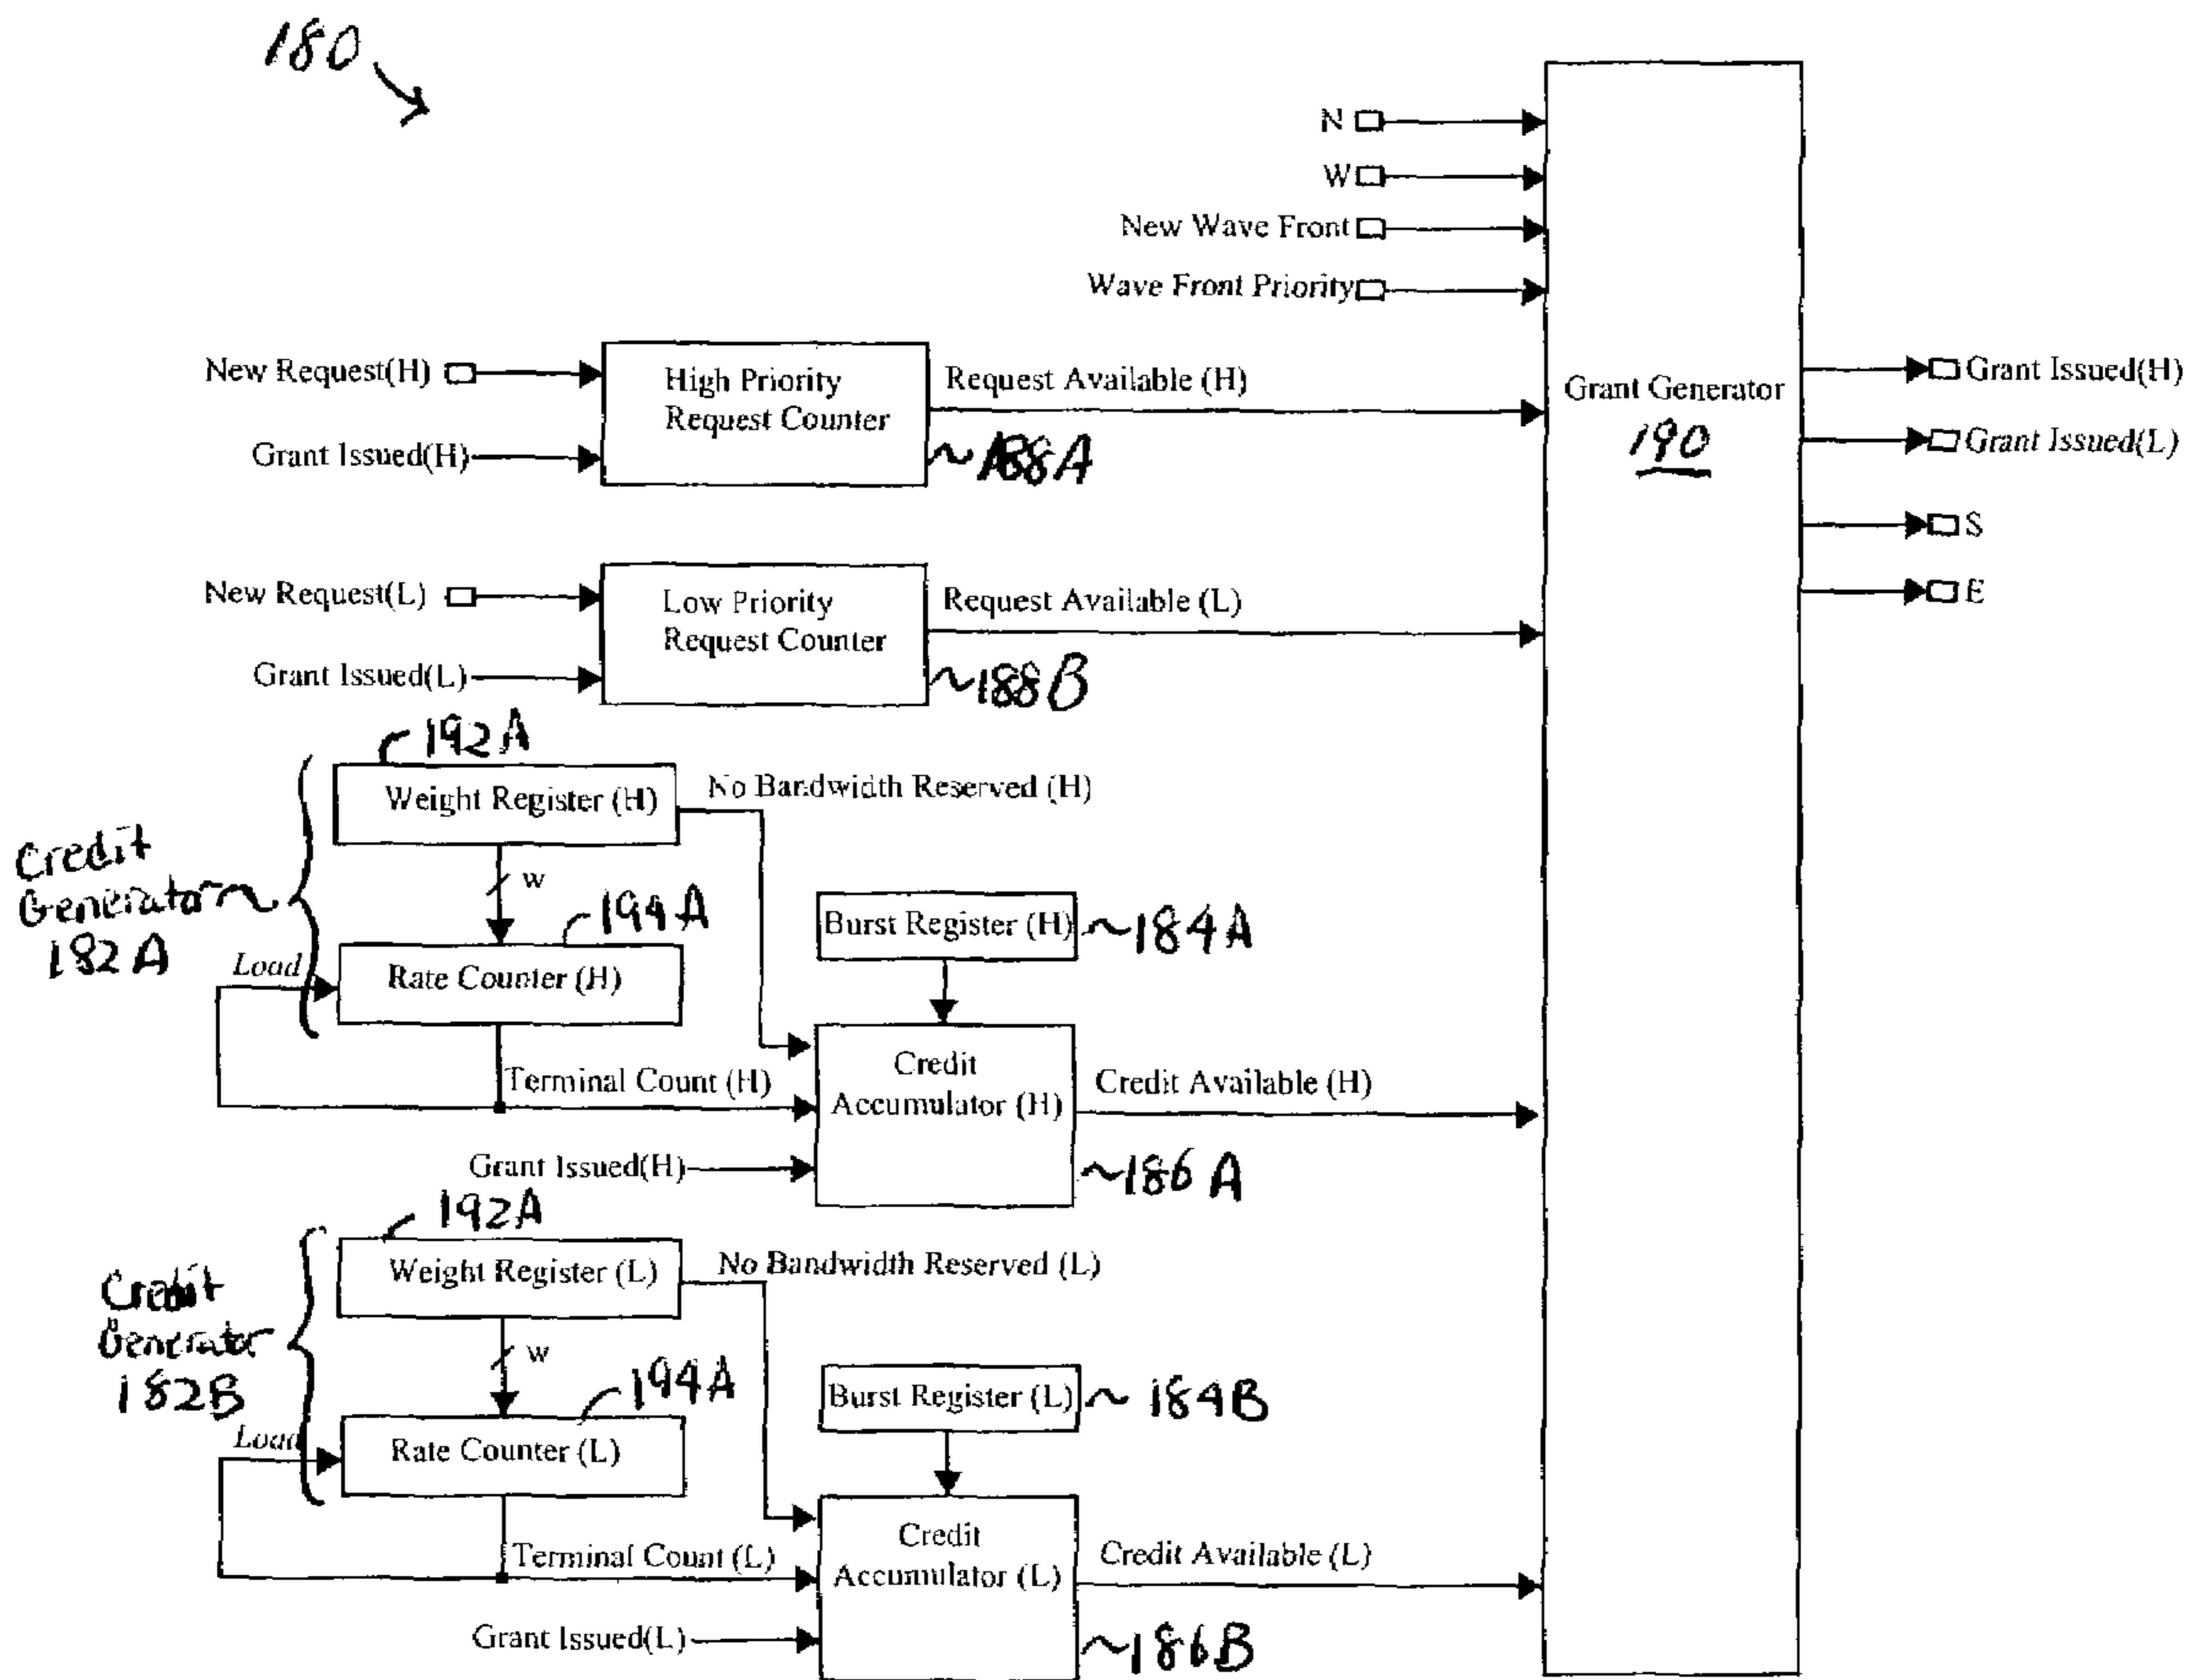 180
N
W
New Wave Front
Wave Front Priority
New Request(H)
High Priority
Request Counter
Request Available (H)
Grant Issued(H)
~188A
Grant Generator
190
Grant Issued(H)
Grant Issued(L)
S
E
New Request(L)
Low Priority
Request Counter
Request Available (L)
Grant Issued(L)
~188B
192A
Weight Register (H)
No Bandwidth Reserved (H)
Credit
Generator
182A
w
194A
Load
Rate Counter (H)
Burst Register (H)
~184A
Terminal Count (H)
Credit
Accumulator (H)
Credit Available (H)
Grant Issued(H)
~186A
192A
Weight Register (L)
No Bandwidth Reserved (L)
Credit
Generator
182B
w
194A
Load
Rate Counter (L)
Burst Register (L)
~184B
Terminal Count (L)
Credit
Accumulator (L)
Credit Available (L)
Grant Issued(L)
~186B